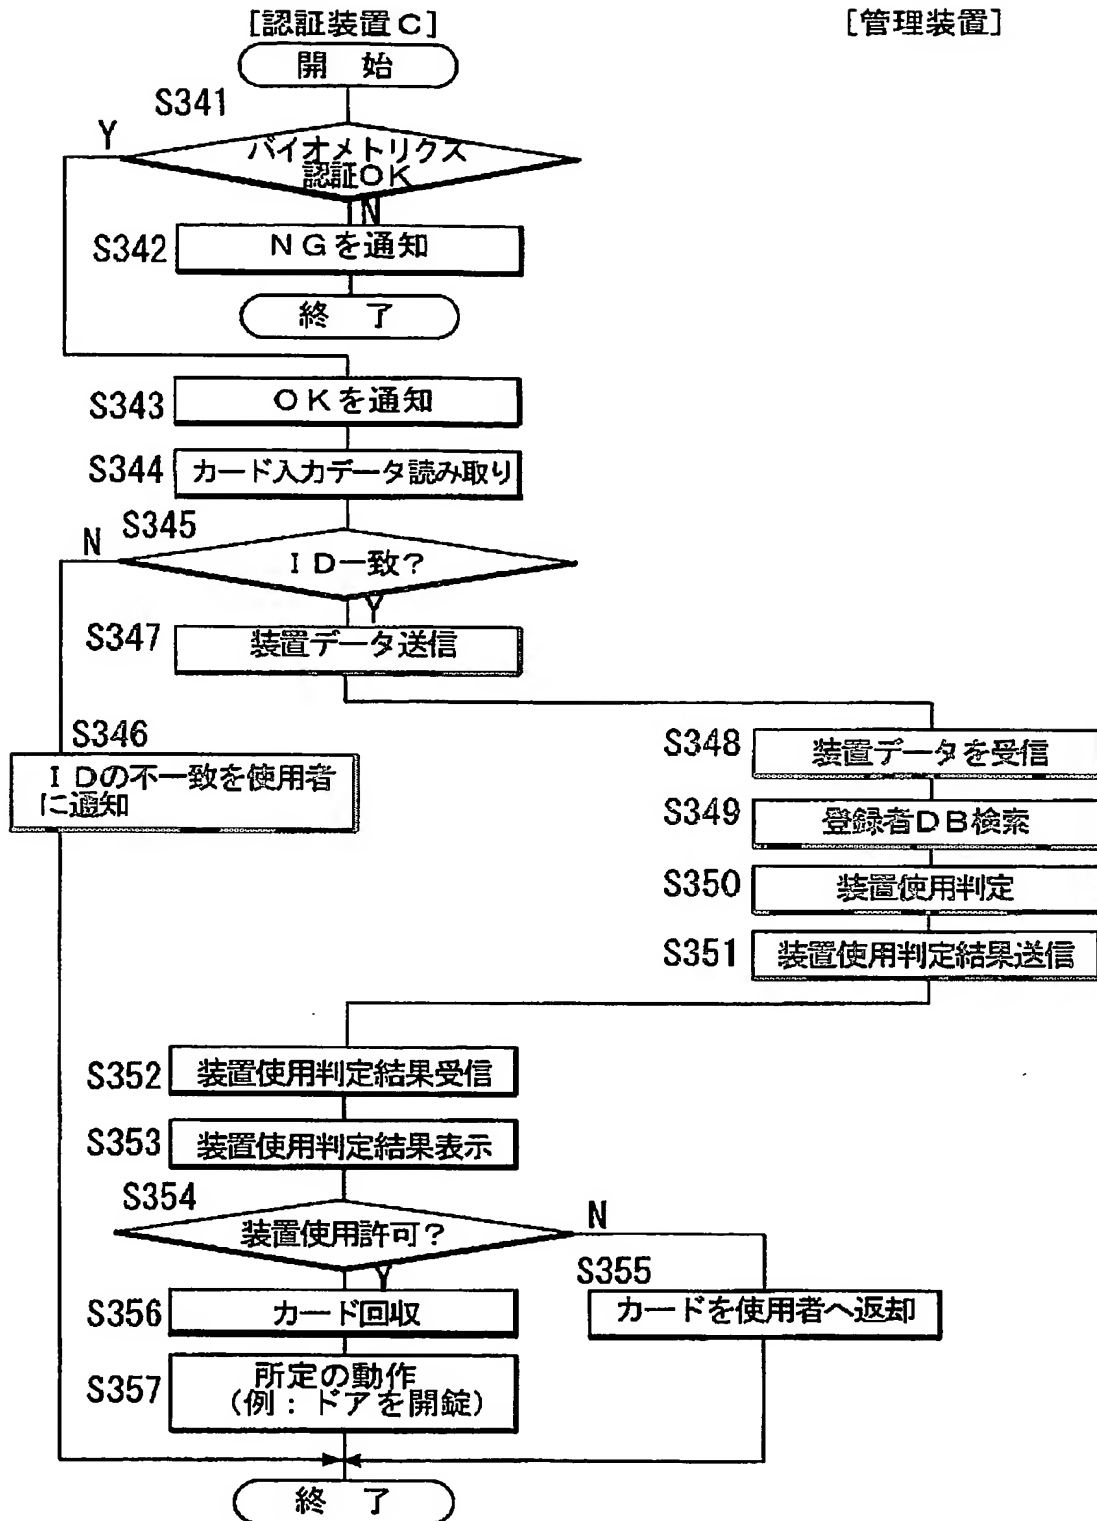 [認証装置C]
[管理装置]
開 始
S341
Y
バイオメトリクス
認証OK
N
S342
NGを通知
終 了
S343
OKを通知
S344
カード入力データ読み取り
S345
N
ID一致?
Y
S347
装置データ送信
S346
IDの不一致を使用者
に通知
S348
装置データを受信
S349
登録者DB検索
S350
装置使用判定
S351
装置使用判定結果送信
S352
装置使用判定結果受信
S353
装置使用判定結果表示
S354
装置使用許可?
N
Y
S355
カードを使用者へ返却
S356
カード回収
S357
所定の動作
(例:ドアを開錠)
終 了